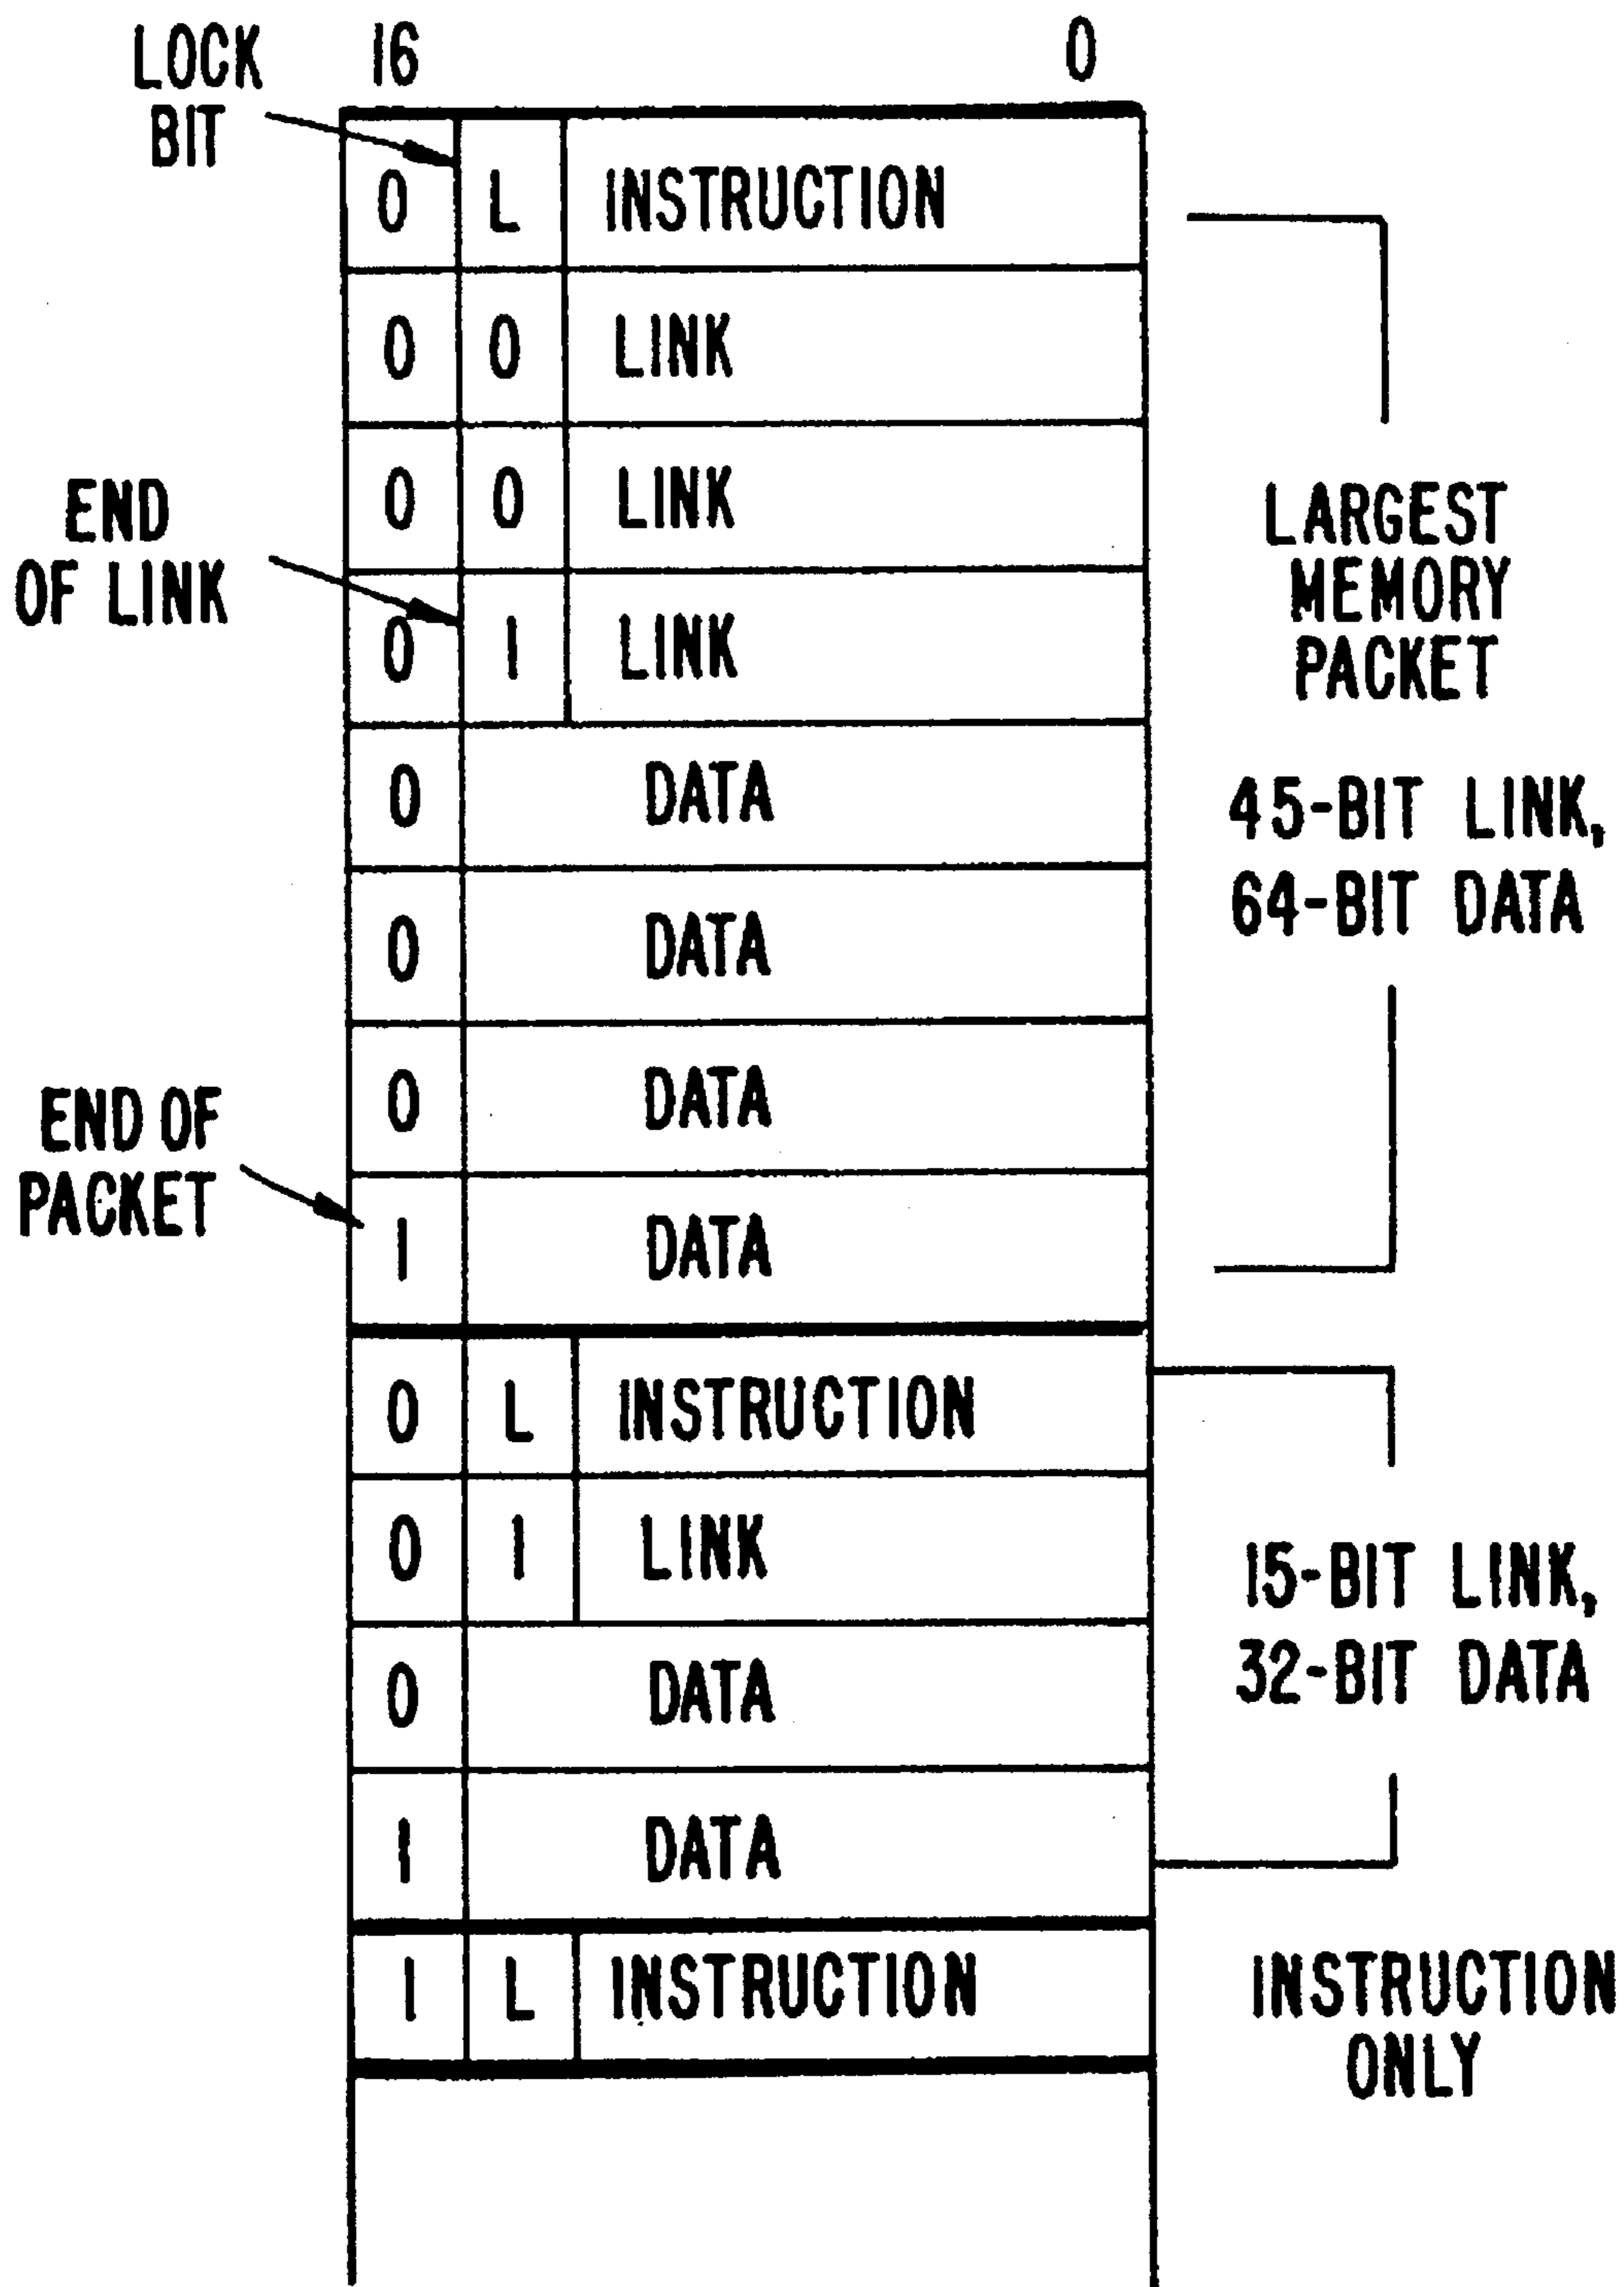 LOCK
BIT
16 0
0 L INSTRUCTION
0 0 LINK
0 0 LINK
END
OF LINK
0 1 LINK
0 DATA
0 DATA
0 DATA
END OF
PACKET
1 DATA
LARGEST
MEMORY
PACKET
45-BIT LINK,
64-BIT DATA
0 L INSTRUCTION
0 1 LINK
0 DATA
1 DATA
15-BIT LINK,
32-BIT DATA
1 L INSTRUCTION
INSTRUCTION
ONLY